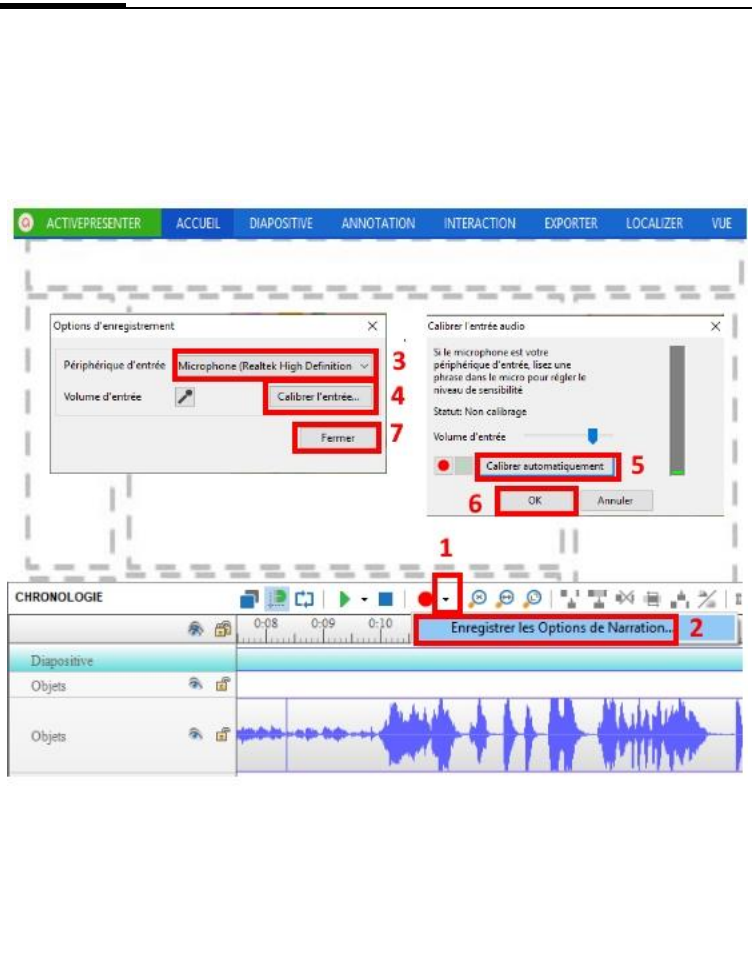 ACTIVEPRESENTER ACCUEIL DIAPOSITIVE ANNOTATION INTERACTION EXPORTER LOCALIZER VUE
Options d'enregistrement
Périphérique d'entrée Microphone (Realtek High Definition 3
Volume d'entrée Calibrer l'entrée... 4
Fermer 7
Calibrer l'entrée audio
Si le microphone est votre
périphérique d'entrée, lisez une
phrase dans le micro pour régler le
niveau de sensibilité
Statut: Non calibrage
Volume d'entrée
Calibrer automatiquement 5
6 OK Annuler
1
CHRONOLOGIE
0:08 0:09 0:10 Enregistrer les Options de Narration... 2
Diapositive
Objets
Objets